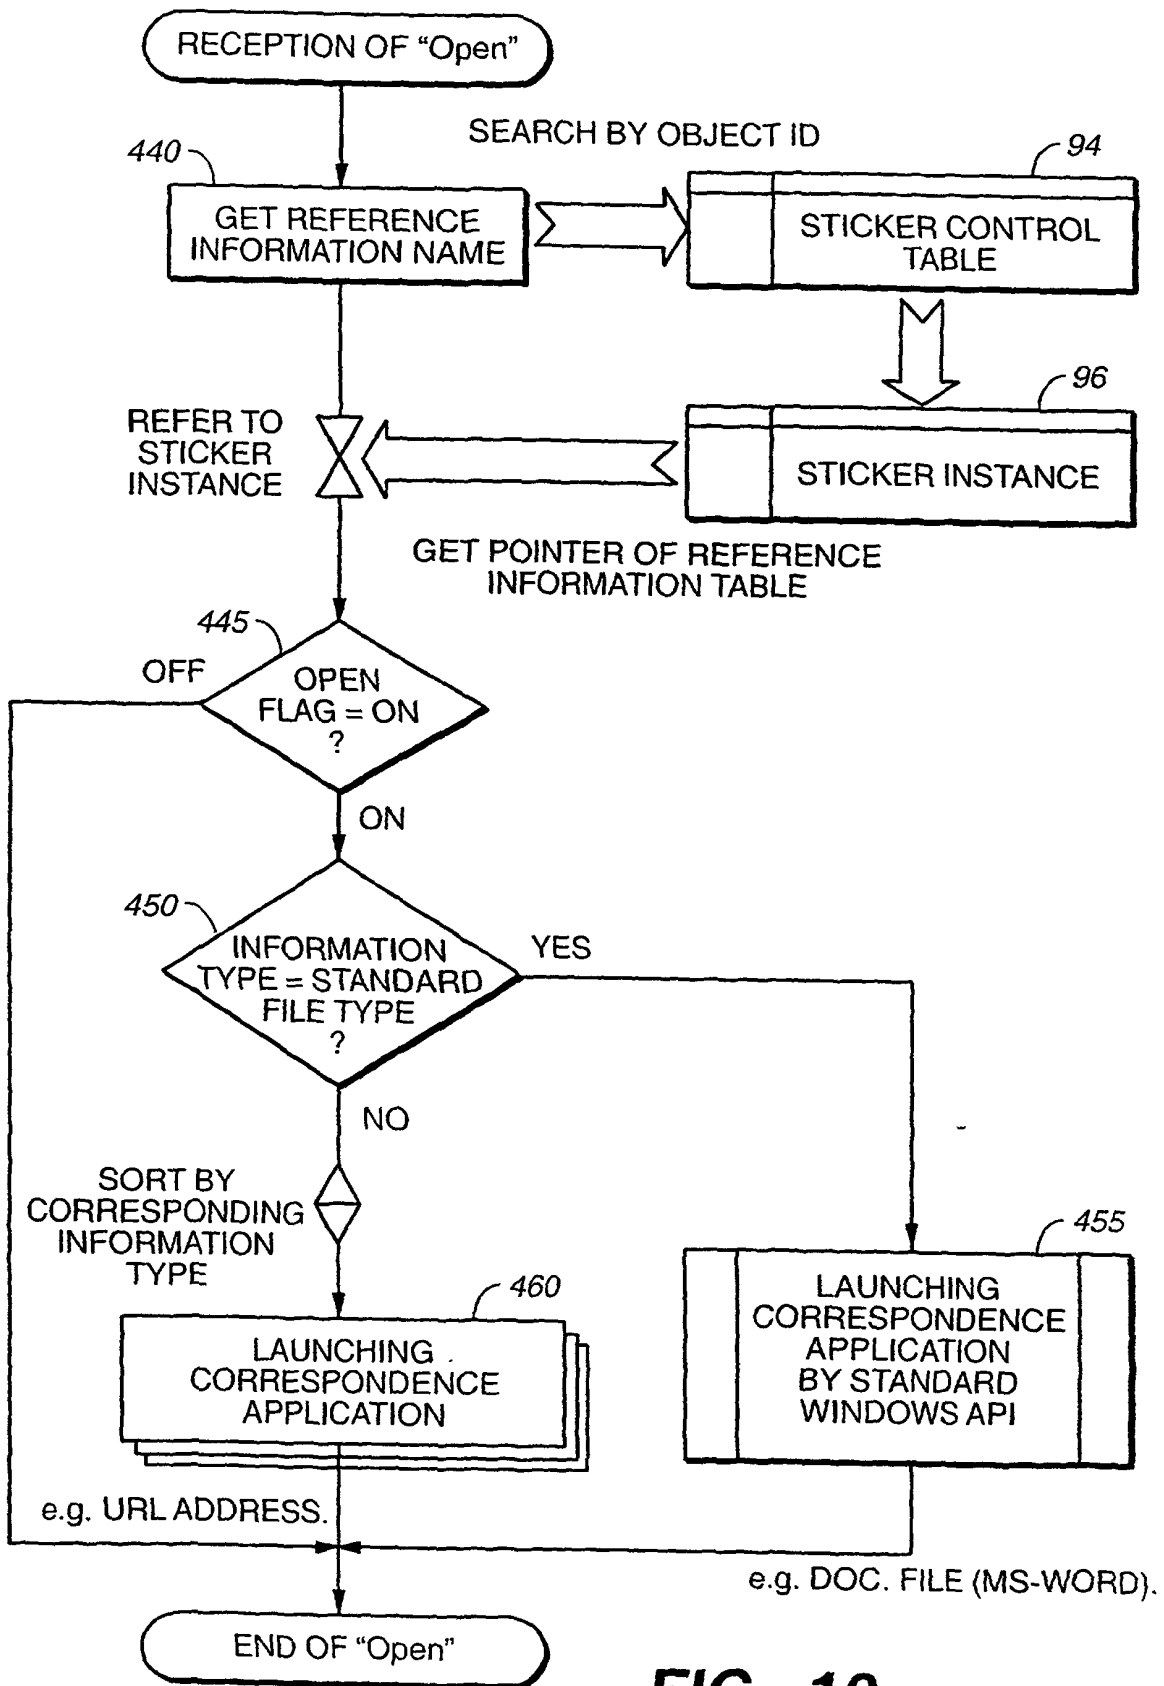 RECEPTION OF “Open”
SEARCH BY OBJECT ID
440
94
GET REFERENCE
INFORMATION NAME
STICKER CONTROL
TABLE
96
REFER TO
STICKER
INSTANCE
STICKER INSTANCE
GET POINTER OF REFERENCE
INFORMATION TABLE
445
OFF
OPEN
FLAG = ON
?
ON
450
INFORMATION
TYPE = STANDARD
FILE TYPE
?
YES
NO
SORT BY
CORRESPONDING
INFORMATION
TYPE
455
460
LAUNCHING
CORRESPONDENCE
APPLICATION
BY STANDARD
WINDOWS API
LAUNCHING
CORRESPONDENCE
APPLICATION
e.g. URL ADDRESS.
e.g. DOC. FILE (MS-WORD).
END OF “Open”